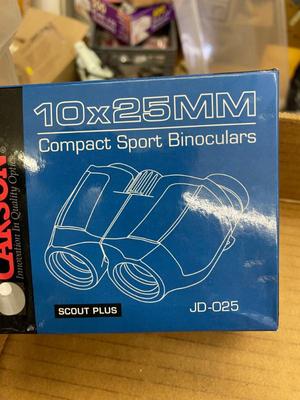 10x25MM
Compact Sport Binoculars
CARSON®
Innovation In Quality Optics
SCOUT PLUS
JD-025